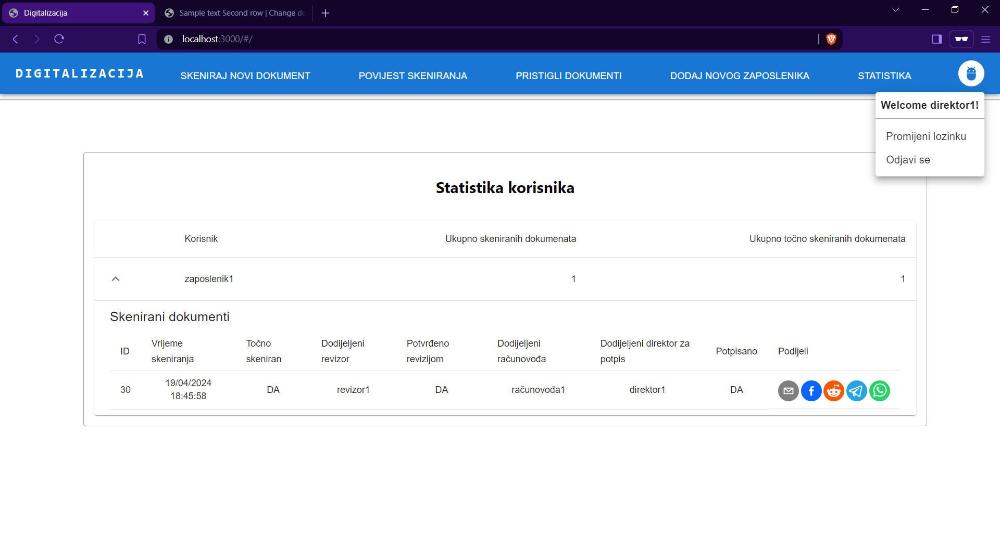 Digitalizacija
Sample text Second row | Change do
localhost:3000/#/
DIGITALIZACIJA
SKENIRAJ NOVI DOKUMENT
POVIJEST SKENIRANJA
PRISTIGLI DOKUMENTI
DODAJ NOVOG ZAPOSLENIKA
STATISTIKA
Welcome direktor1!
Promijeni lozinku
Odjavi se
Statistika korisnika
Korisnik Ukupno skeniranih dokumenata Ukupno točno skeniranih dokumenata
zaposlenik1 1 1
Skenirani dokumenti
ID
Vrijeme
skeniranja
Točno
skeniran
Dodijeljeni
revizor
Potvrđeno
revizijom
Dodijeljeni
računovođa
Dodijeljeni direktor za
potpis
Potpisano
Podijeli
30
19/04/2024
18:45:58
DA
revizor1
DA
računovođa1
direktor1
DA